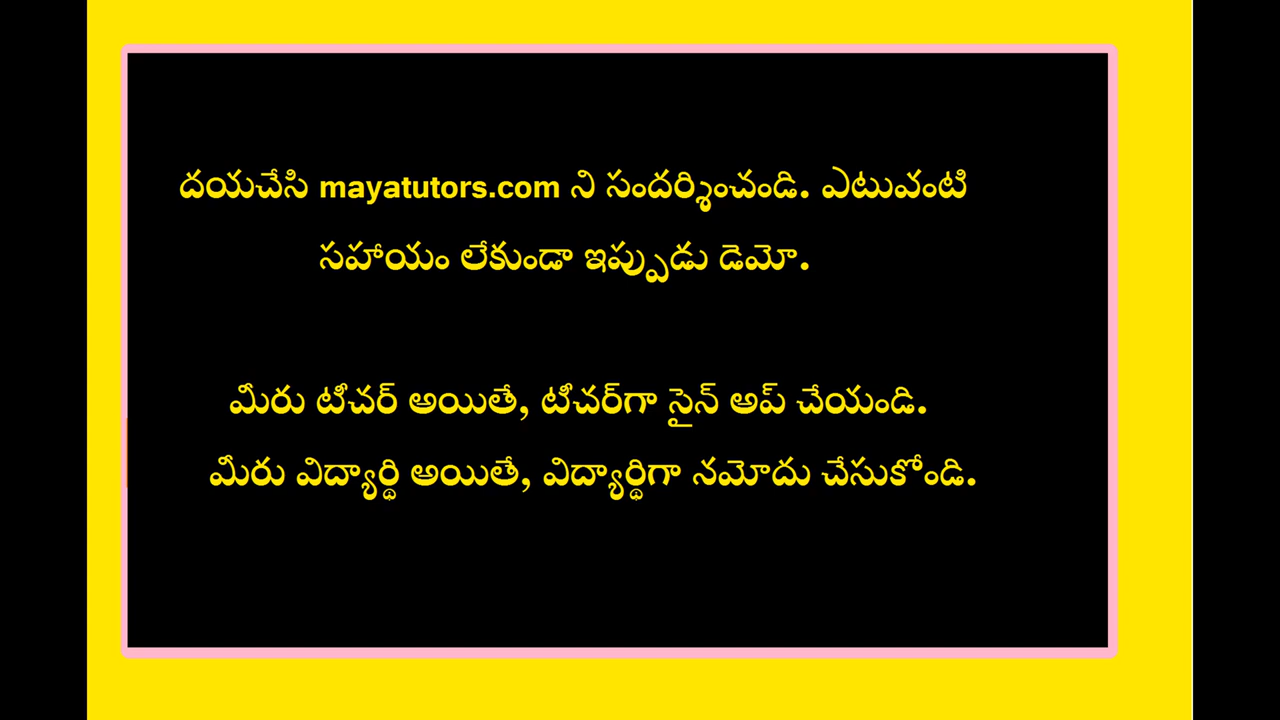 దయచేసి mayatutors.com ని సందర్శించండి. ఎటువంటి
సహాయం లేకుండా ఇప్పుడు డెమో.
మీరు టీచర్ అయితే, టీచర్‌గా సైన్ అప్ చేయండి.
మీరు విద్యార్థి అయితే, విద్యార్థిగా నమోదు చేసుకోండి.